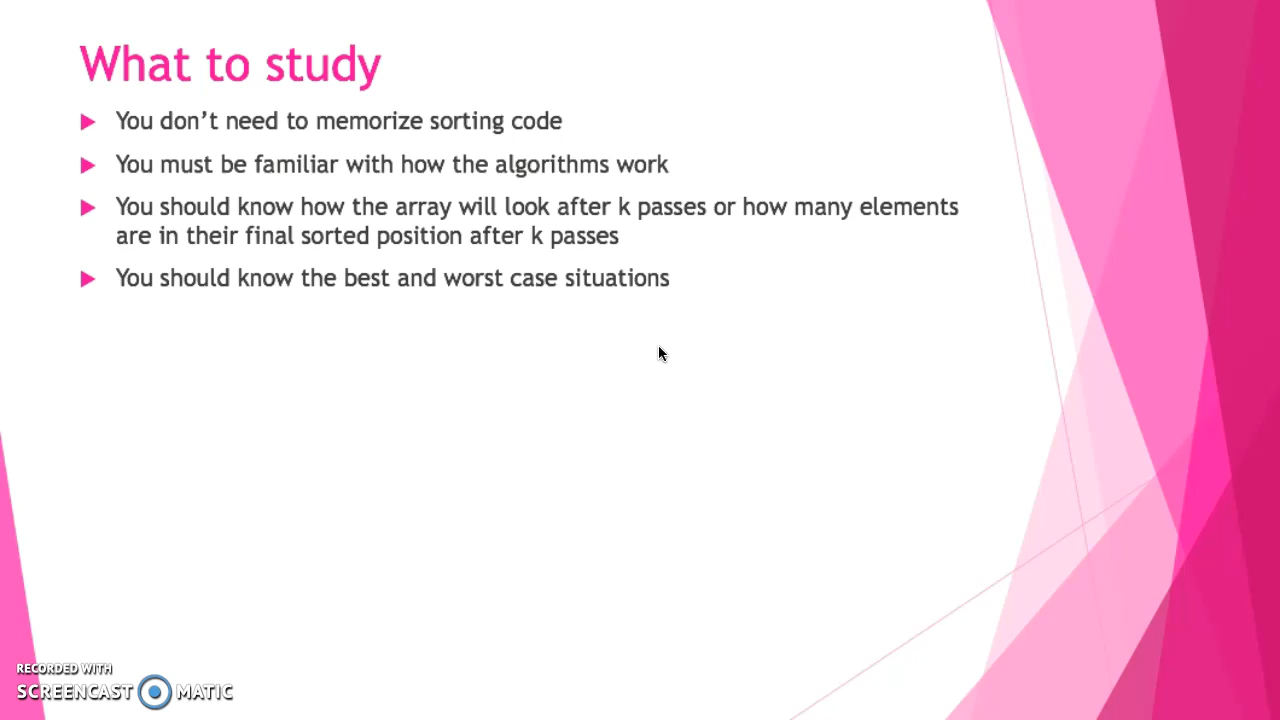 What to study
You don’t need to memorize sorting code
You must be familiar with how the algorithms work
You should know how the array will look after k passes or how many elements
are in their final sorted position after k passes
You should know the best and worst case situations
RECORDED WITH
SCREENCAST MATIC